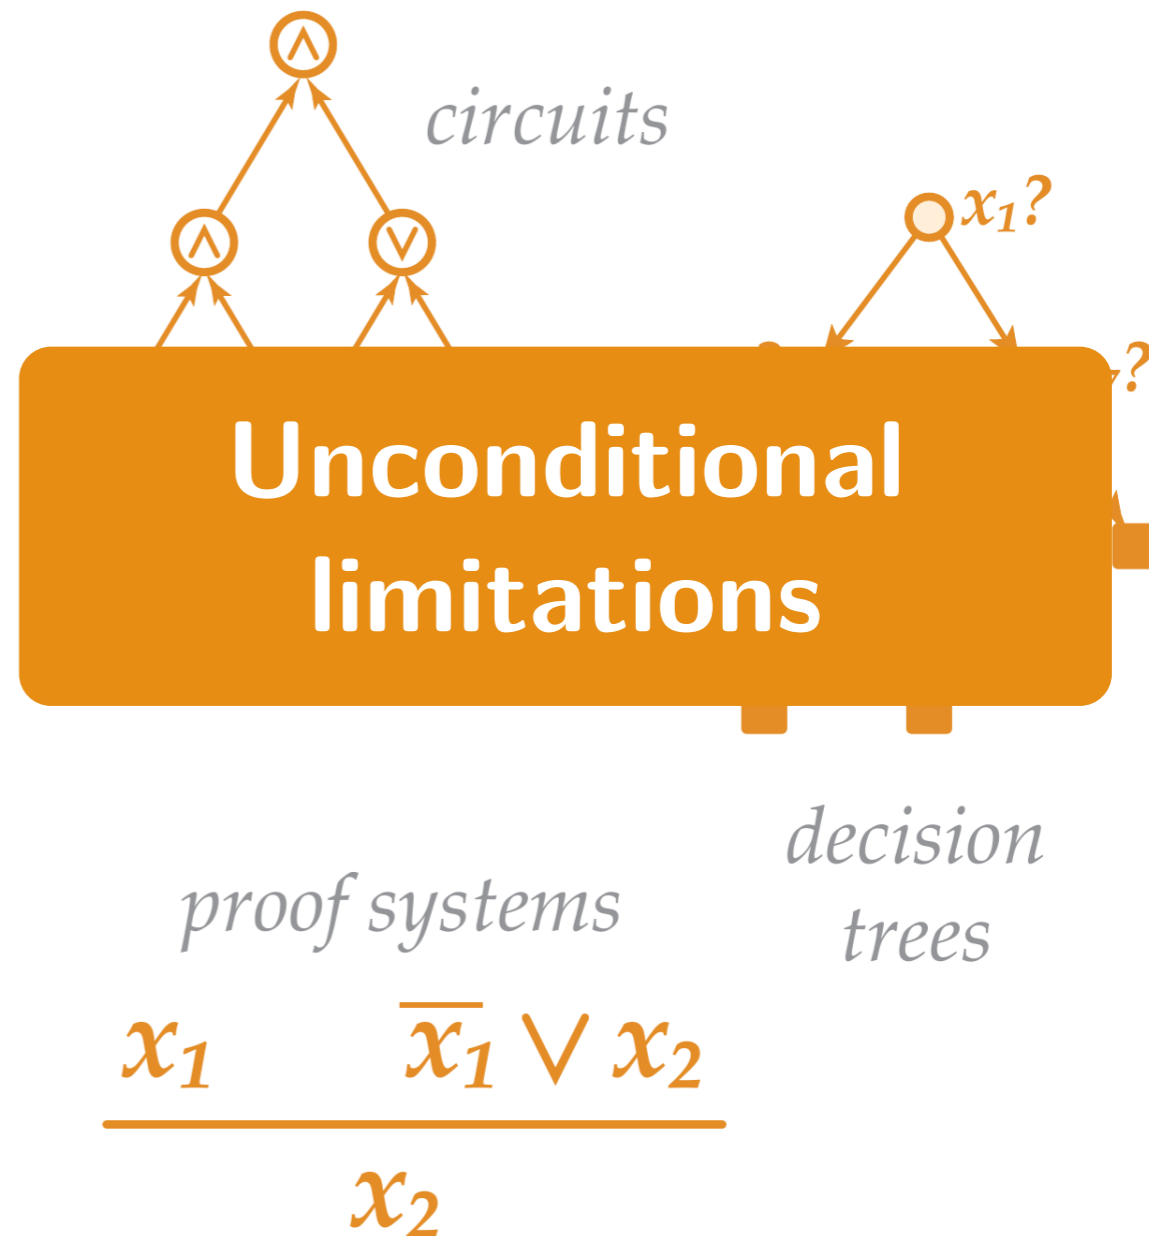 ∧
circuits
∧ ∨
x₁?
?
Unconditional
limitations
decision
trees
proof systems
x₁ x̅₁ ∨ x₂
x₂